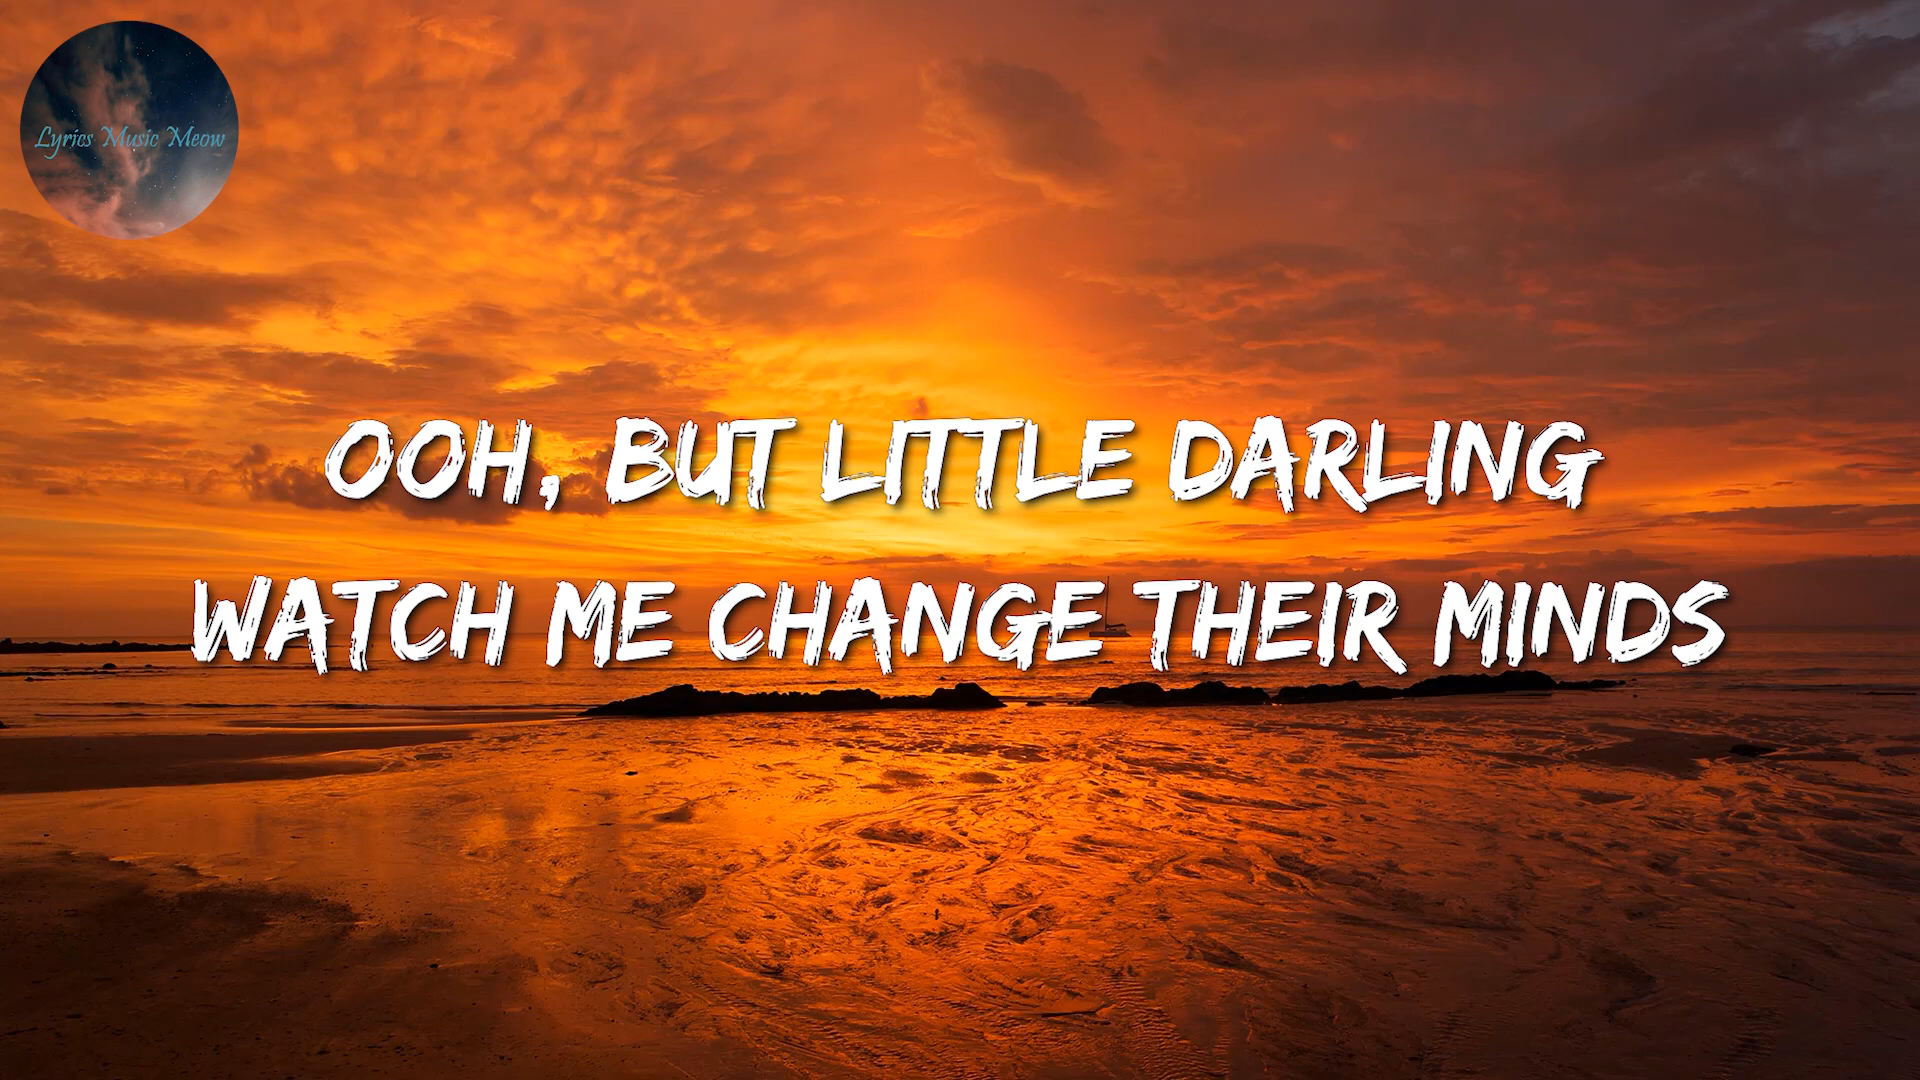 Lyrics Music Meow
OOH, BUT LITTLE DARLING
WATCH ME CHANGE THEIR MINDS